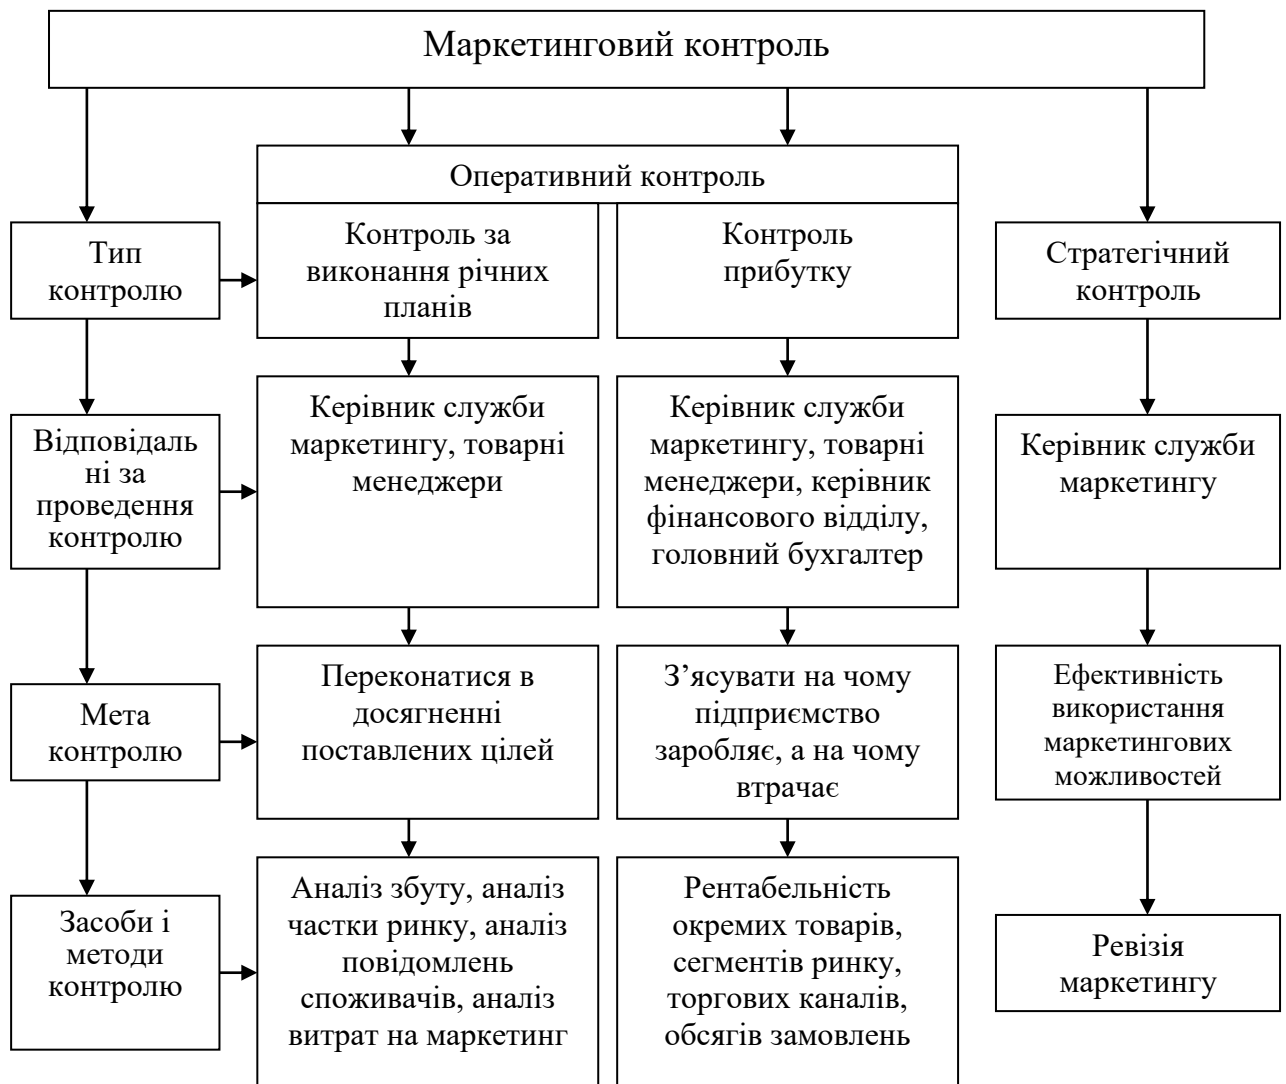 Маркетинговий контроль
Оперативний контроль
Тип
контролю
Контроль за
виконання річних
планів
Контроль
прибутку
Стратегічний
контроль
Відповідаль
ні за
проведення
контролю
Керівник служби
маркетингу, товарні
менеджери
Керівник служби
маркетингу, товарні
менеджери, керівник
фінансового відділу,
головний бухгалтер
Керівник служби
маркетингу
Мета
контролю
Переконатися в
досягненні
поставлених цілей
З’ясувати на чому
підприємство
заробляє, а на чому
втрачає
Ефективність
використання
маркетингових
можливостей
Засоби і
методи
контролю
Аналіз збуту, аналіз
частки ринку, аналіз
повідомлень
споживачів, аналіз
витрат на маркетинг
Рентабельність
окремих товарів,
сегментів ринку,
торгових каналів,
обсягів замовлень
Ревізія
маркетингу